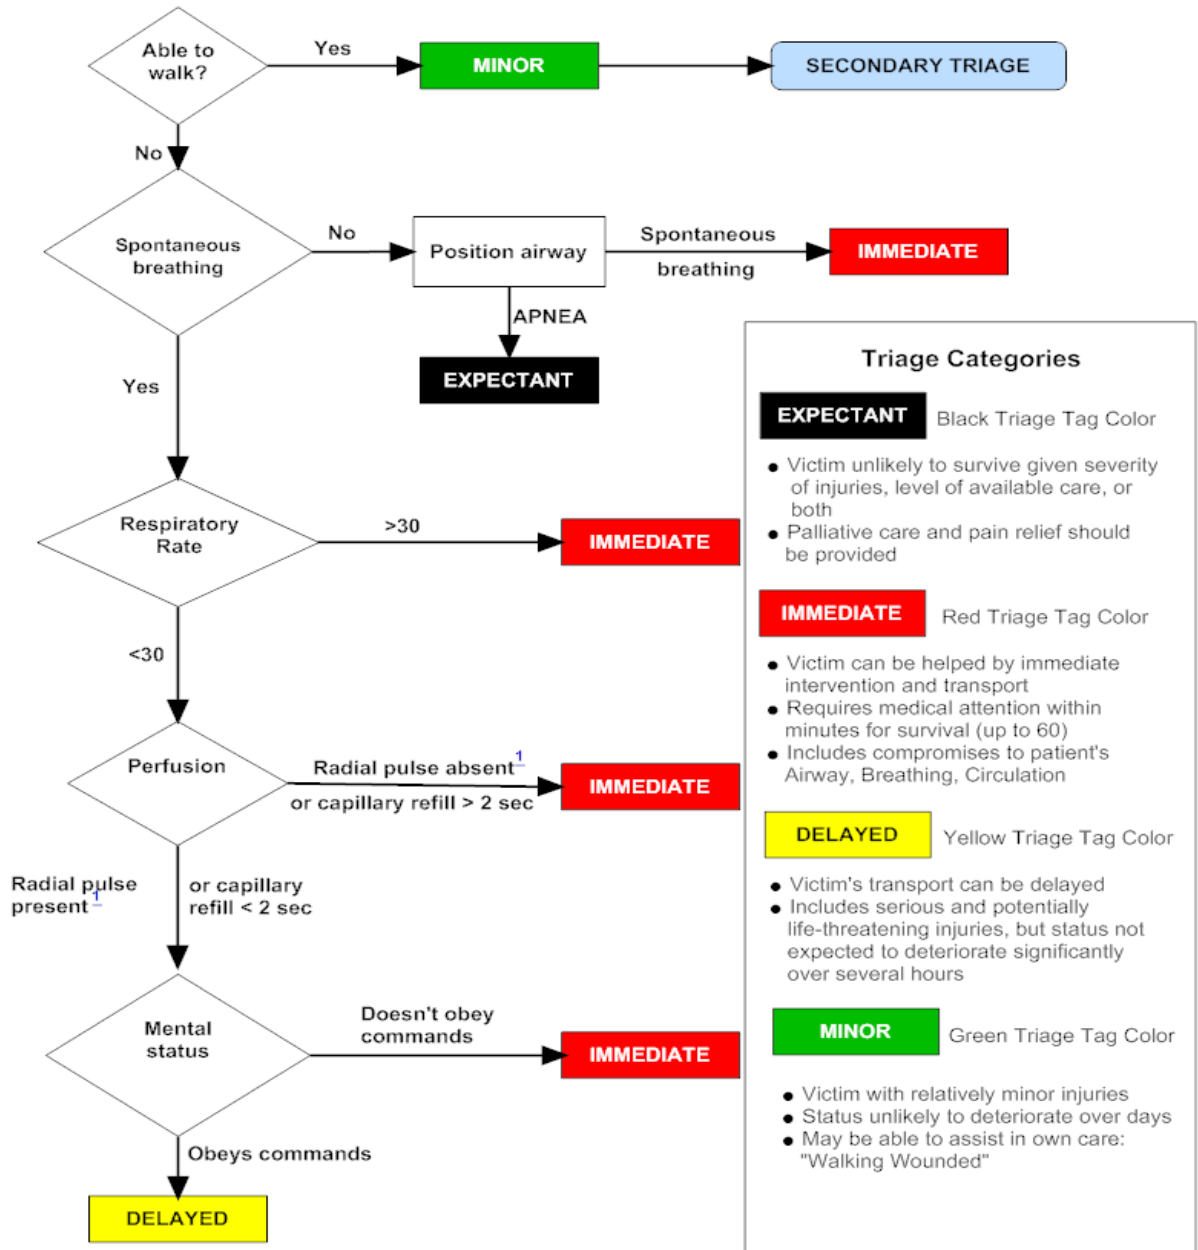 Able to
walk?
Yes
MINOR
SECONDARY TRIAGE
No
Spontaneous
breathing
No
Position airway
Spontaneous
breathing
IMMEDIATE
APNEA
EXPECTANT
Yes
Respiratory
Rate
>30
IMMEDIATE
<30
Perfusion
Radial pulse absent1
or capillary refill > 2 sec
IMMEDIATE
Radial pulse
present1
or capillary
refill < 2 sec
Mental
status
Doesn't obey
commands
IMMEDIATE
Obeys commands
DELAYED
Triage Categories
EXPECTANT Black Triage Tag Color
● Victim unlikely to survive given severity
of injuries, level of available care, or
both
● Palliative care and pain relief should
be provided
IMMEDIATE Red Triage Tag Color
● Victim can be helped by immediate
intervention and transport
● Requires medical attention within
minutes for survival (up to 60)
● Includes compromises to patient's
Airway, Breathing, Circulation
DELAYED Yellow Triage Tag Color
● Victim's transport can be delayed
● Includes serious and potentially
life-threatening injuries, but status not
expected to deteriorate significantly
over several hours
MINOR Green Triage Tag Color
● Victim with relatively minor injuries
● Status unlikely to deteriorate over days
● May be able to assist in own care:
"Walking Wounded"